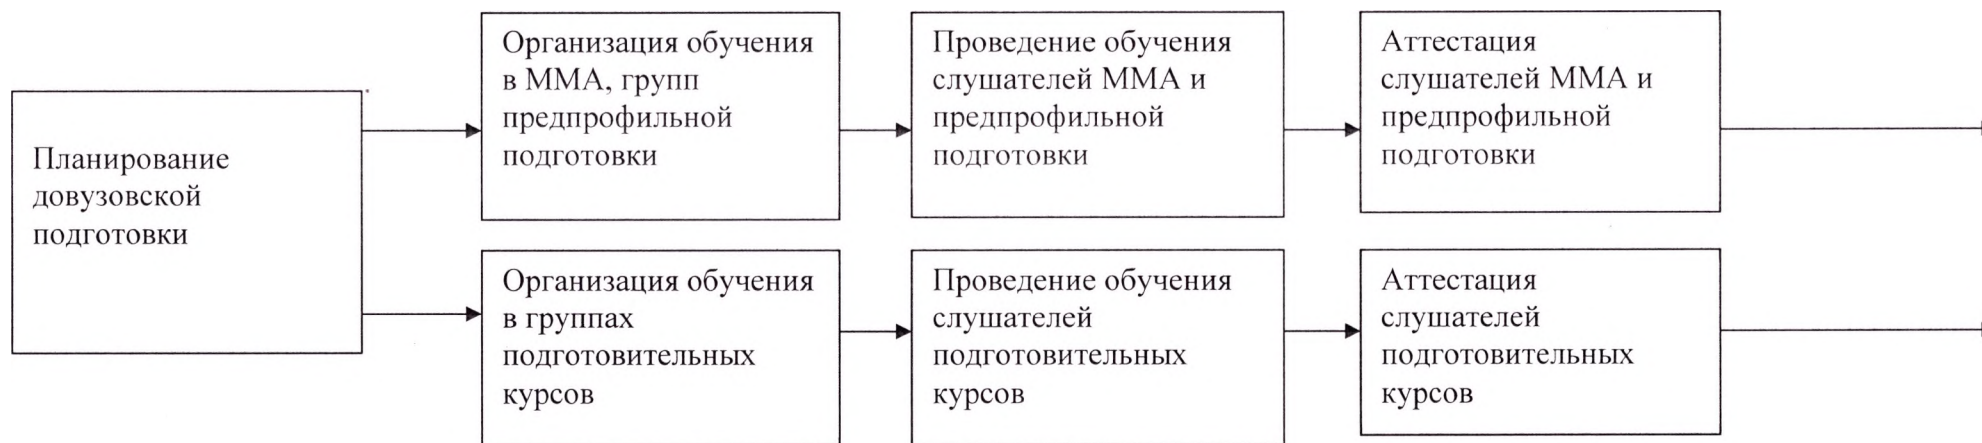 Планирование
довузовской
подготовки
Организация обучения
в ММА, групп
предпрофильной
подготовки
Проведение обучения
слушателей ММА и
предпрофильной
подготовки
Аттестация
слушателей ММА и
предпрофильной
подготовки
Организация обучения
в группах
подготовительных
курсов
Проведение обучения
слушателей
подготовительных
курсов
Аттестация
слушателей
подготовительных
курсов